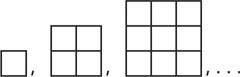 , , , . . .